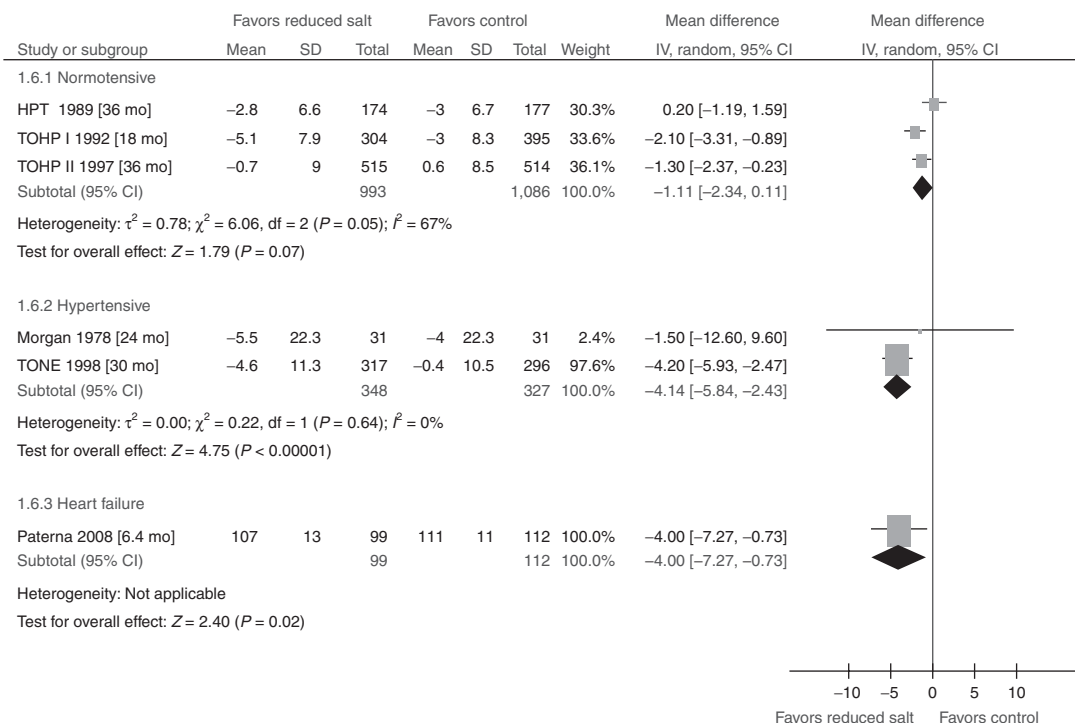 Favors reduced salt Favors control Mean difference Mean difference
Study or subgroup Mean SD Total Mean SD Total Weight IV, random, 95% CI IV, random, 95% CI
1.6.1 Normotensive
HPT 1989 [36 mo] −2.8 6.6 174 −3 6.7 177 30.3% 0.20 [−1.19, 1.59]
TOHP I 1992 [18 mo] −5.1 7.9 304 −3 8.3 395 33.6% −2.10 [−3.31, −0.89]
TOHP II 1997 [36 mo] −0.7 9 515 0.6 8.5 514 36.1% −1.30 [−2.37, −0.23]
Subtotal (95% CI) 993 1,086 100.0% −1.11 [−2.34, 0.11]
Heterogeneity: τ² = 0.78; χ² = 6.06, df = 2 (P = 0.05); I² = 67%
Test for overall effect: Z = 1.79 (P = 0.07)
1.6.2 Hypertensive
Morgan 1978 [24 mo] −5.5 22.3 31 −4 22.3 31 2.4% −1.50 [−12.60, 9.60]
TONE 1998 [30 mo] −4.6 11.3 317 −0.4 10.5 296 97.6% −4.20 [−5.93, −2.47]
Subtotal (95% CI) 348 327 100.0% −4.14 [−5.84, −2.43]
Heterogeneity: τ² = 0.00; χ² = 0.22, df = 1 (P = 0.64); I² = 0%
Test for overall effect: Z = 4.75 (P < 0.00001)
1.6.3 Heart failure
Paterna 2008 [6.4 mo] 107 13 99 111 11 112 100.0% −4.00 [−7.27, −0.73]
Subtotal (95% CI) 99 112 100.0% −4.00 [−7.27, −0.73]
Heterogeneity: Not applicable
Test for overall effect: Z = 2.40 (P = 0.02)
−10 −5 0 5 10
Favors reduced salt Favors control